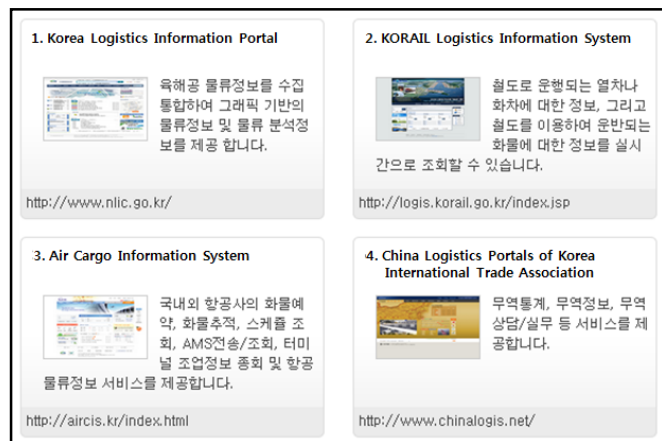 1. Korea Logistics Information Portal
육해공 물류정보를 수집
통합하여 그래픽 기반의
물류정보 및 물류 분석정
보를 제공 합니다.
http://www.nlic.go.kr/
2. KORAIL Logistics Information System
철도로 운행되는 열차나
화차에 대한 정보, 그리고
철도를 이용하여 운반되는
화물에 대한 정보를 실시
간으로 조회할 수 있습니다.
http://logis.korail.go.kr/index.jsp
3. Air Cargo Information System
국내외 항공사의 화물예
약, 화물추적, 스케쥴 조
회, AMS전송/조회, 터미
널 조업정보 종회 및 항공
물류정보 서비스를 제공합니다.
http://aircis.kr/index.html
4. China Logistics Portals of Korea
International Trade Association
무역통계, 무역정보, 무역
상담/실무 등 서비스를 제
공합니다.
http://www.chinalogis.net/